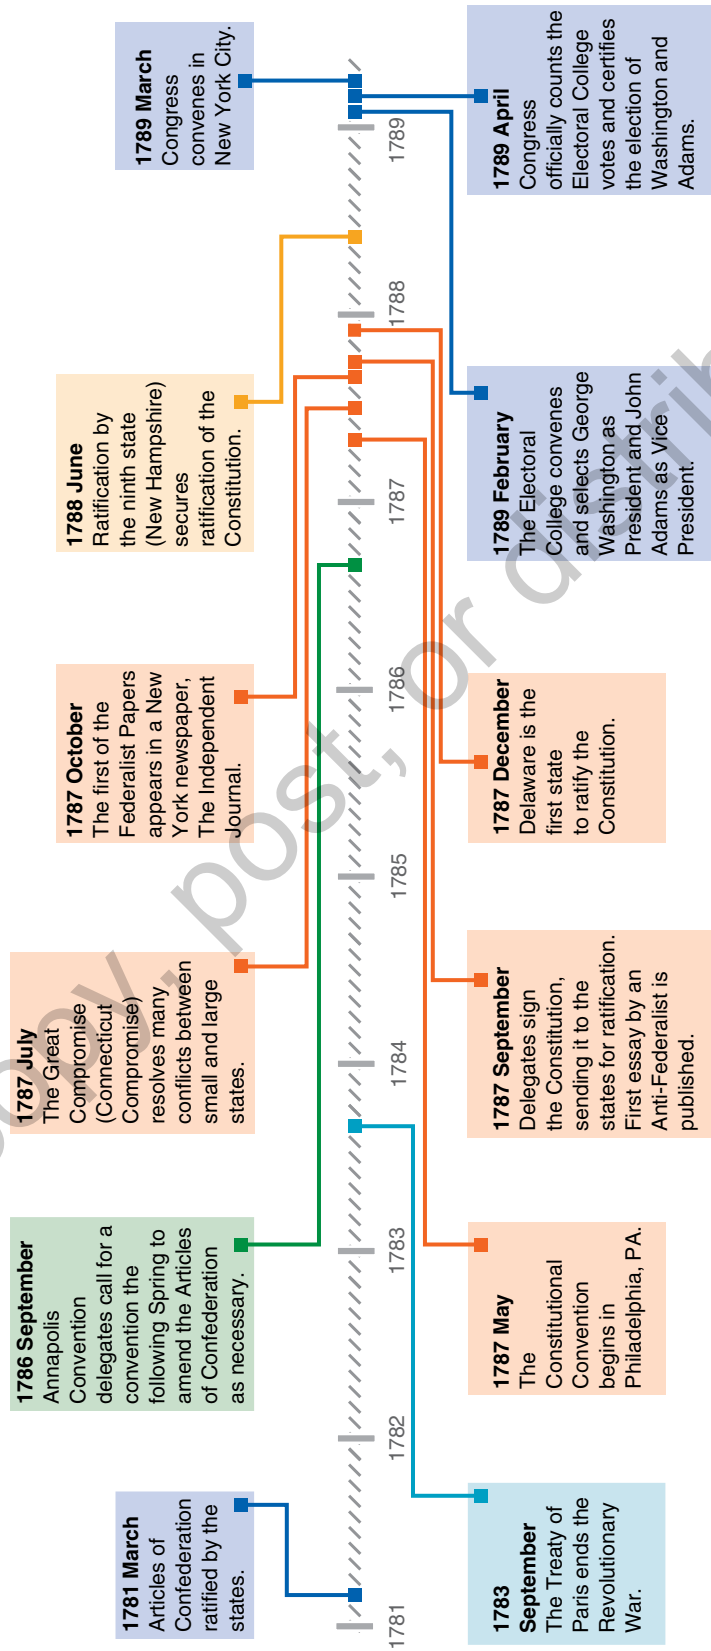 1781 March
Articles of
Confederation
ratified by the
states.
1786 September
Annapolis
Convention
delegates call for a
convention the
following Spring to
amend the Articles
of Confederation
as necessary.
1787 July
The Great
Compromise
(Connecticut
Compromise)
resolves many
conflicts between
small and large
states.
1787 October
The first of the
Federalist Papers
appears in a New
York newspaper,
The Independent
Journal.
1788 June
Ratification by
the ninth state
(New Hampshire)
secures
ratification of the
Constitution.
1789 March
Congress
convenes in
New York City.
1781
1782
1783
1784
1785
1786
1787
1788
1789
1783
September
The Treaty of
Paris ends the
Revolutionary
War.
1787 May
The
Constitutional
Convention
begins in
Philadelphia, PA.
1787 September
Delegates sign
the Constitution,
sending it to the
states for ratification.
First essay by an
Anti-Federalist is
published.
1787 December
Delaware is the
first state
to ratify the
Constitution.
1789 February
The Electoral
College convenes
and selects George
Washington as
President and John
Adams as Vice
President.
1789 April
Congress
officially counts the
Electoral College
votes and certifies
the election of
Washington and
Adams.
copy, post, or distrib